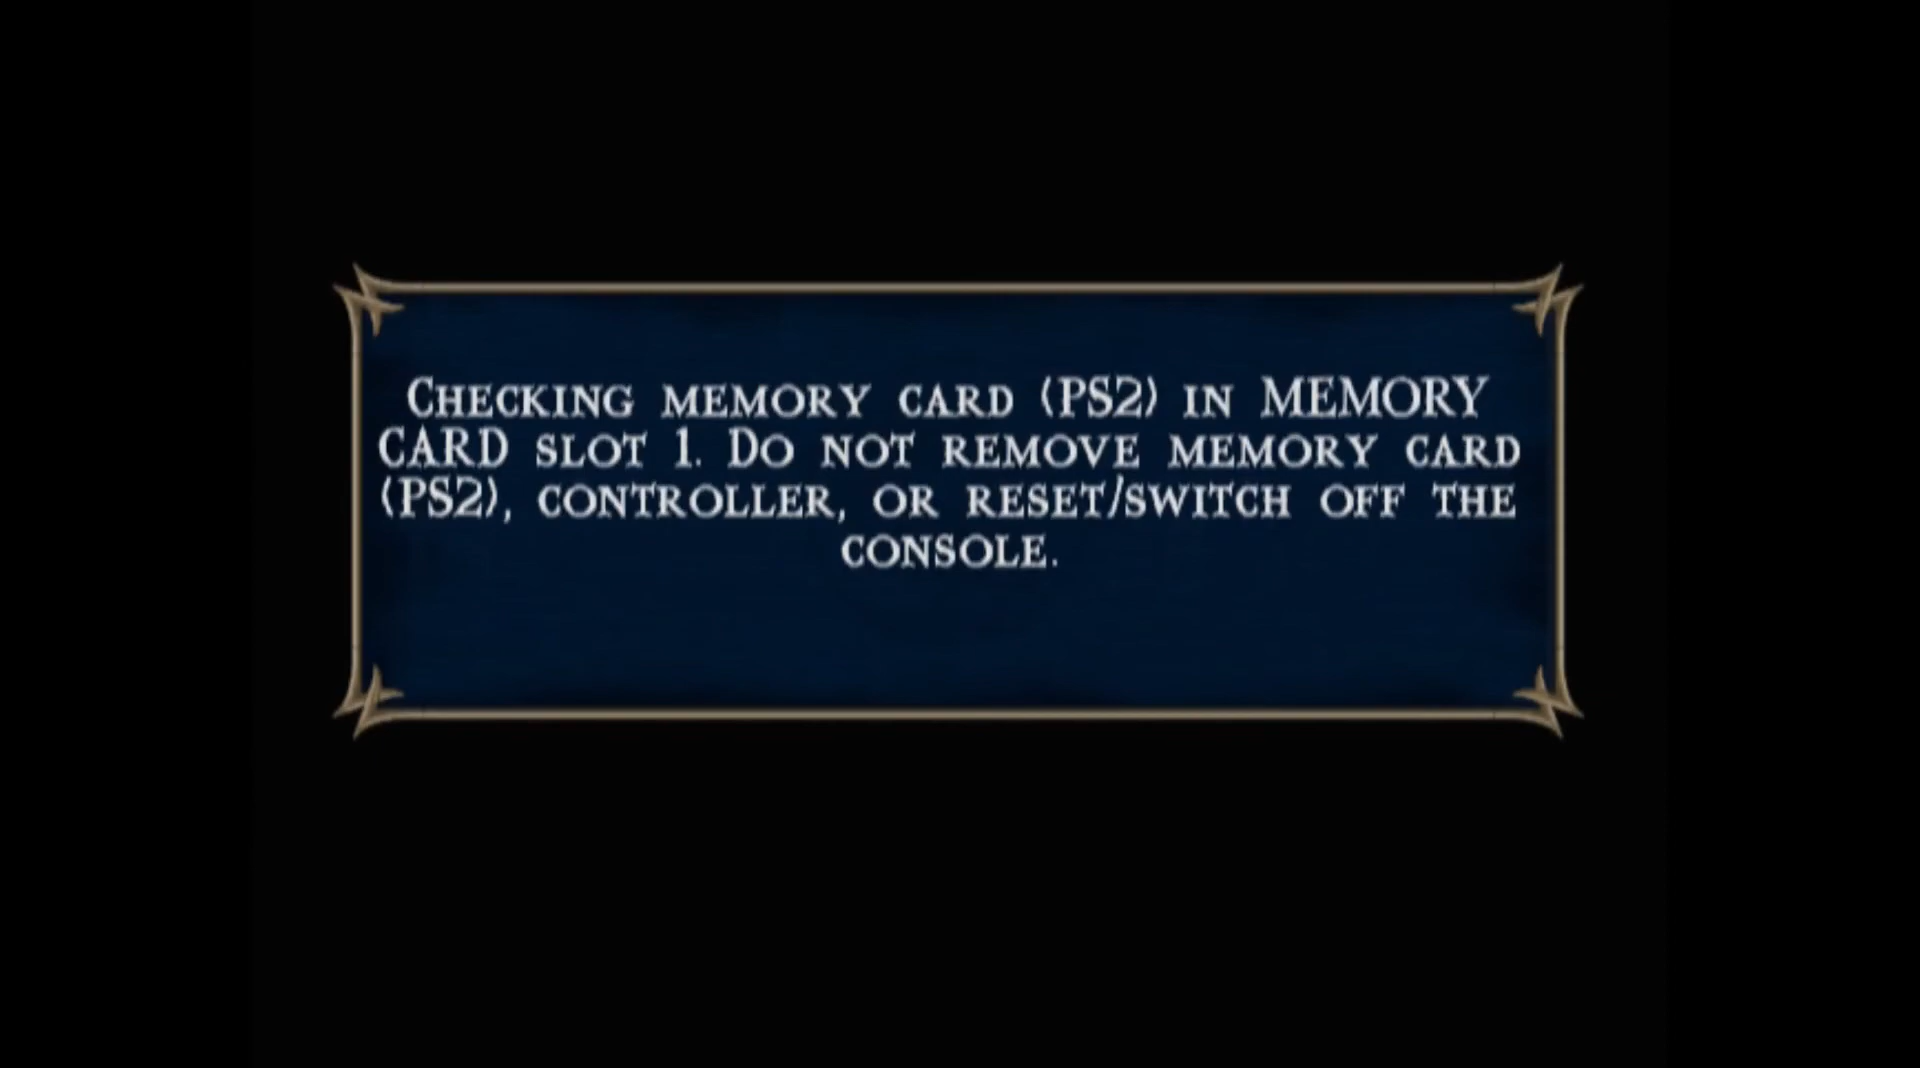 Checking memory card (PS2) in MEMORY
CARD slot 1. Do not remove memory card
(PS2), controller, or reset/switch off the
console.